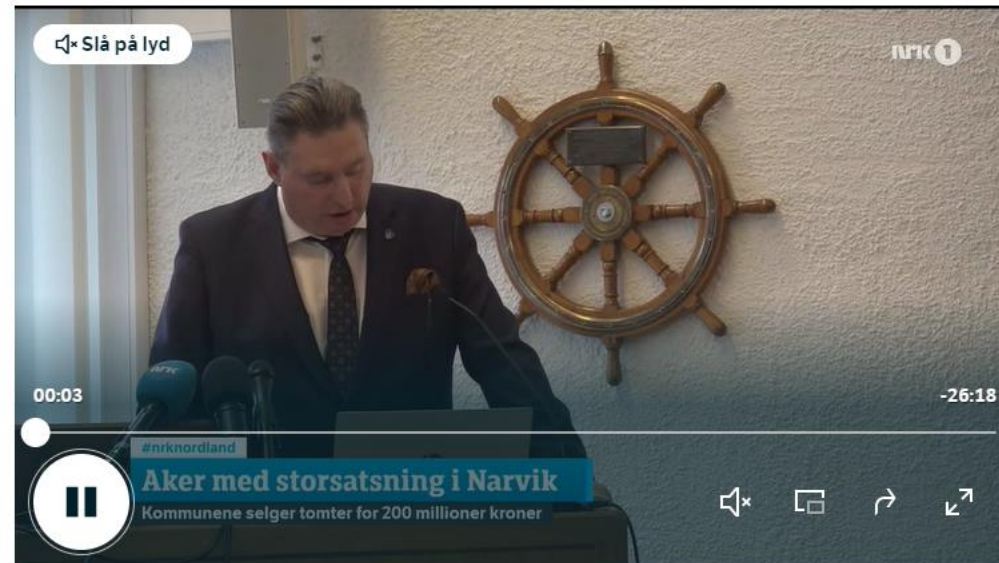 Slå på lyd
nrk 1
nrk
00:03
-26:18
#nrknordland
Aker med storsatsning i Narvik
Kommunene selger tomter for 200 millioner kroner